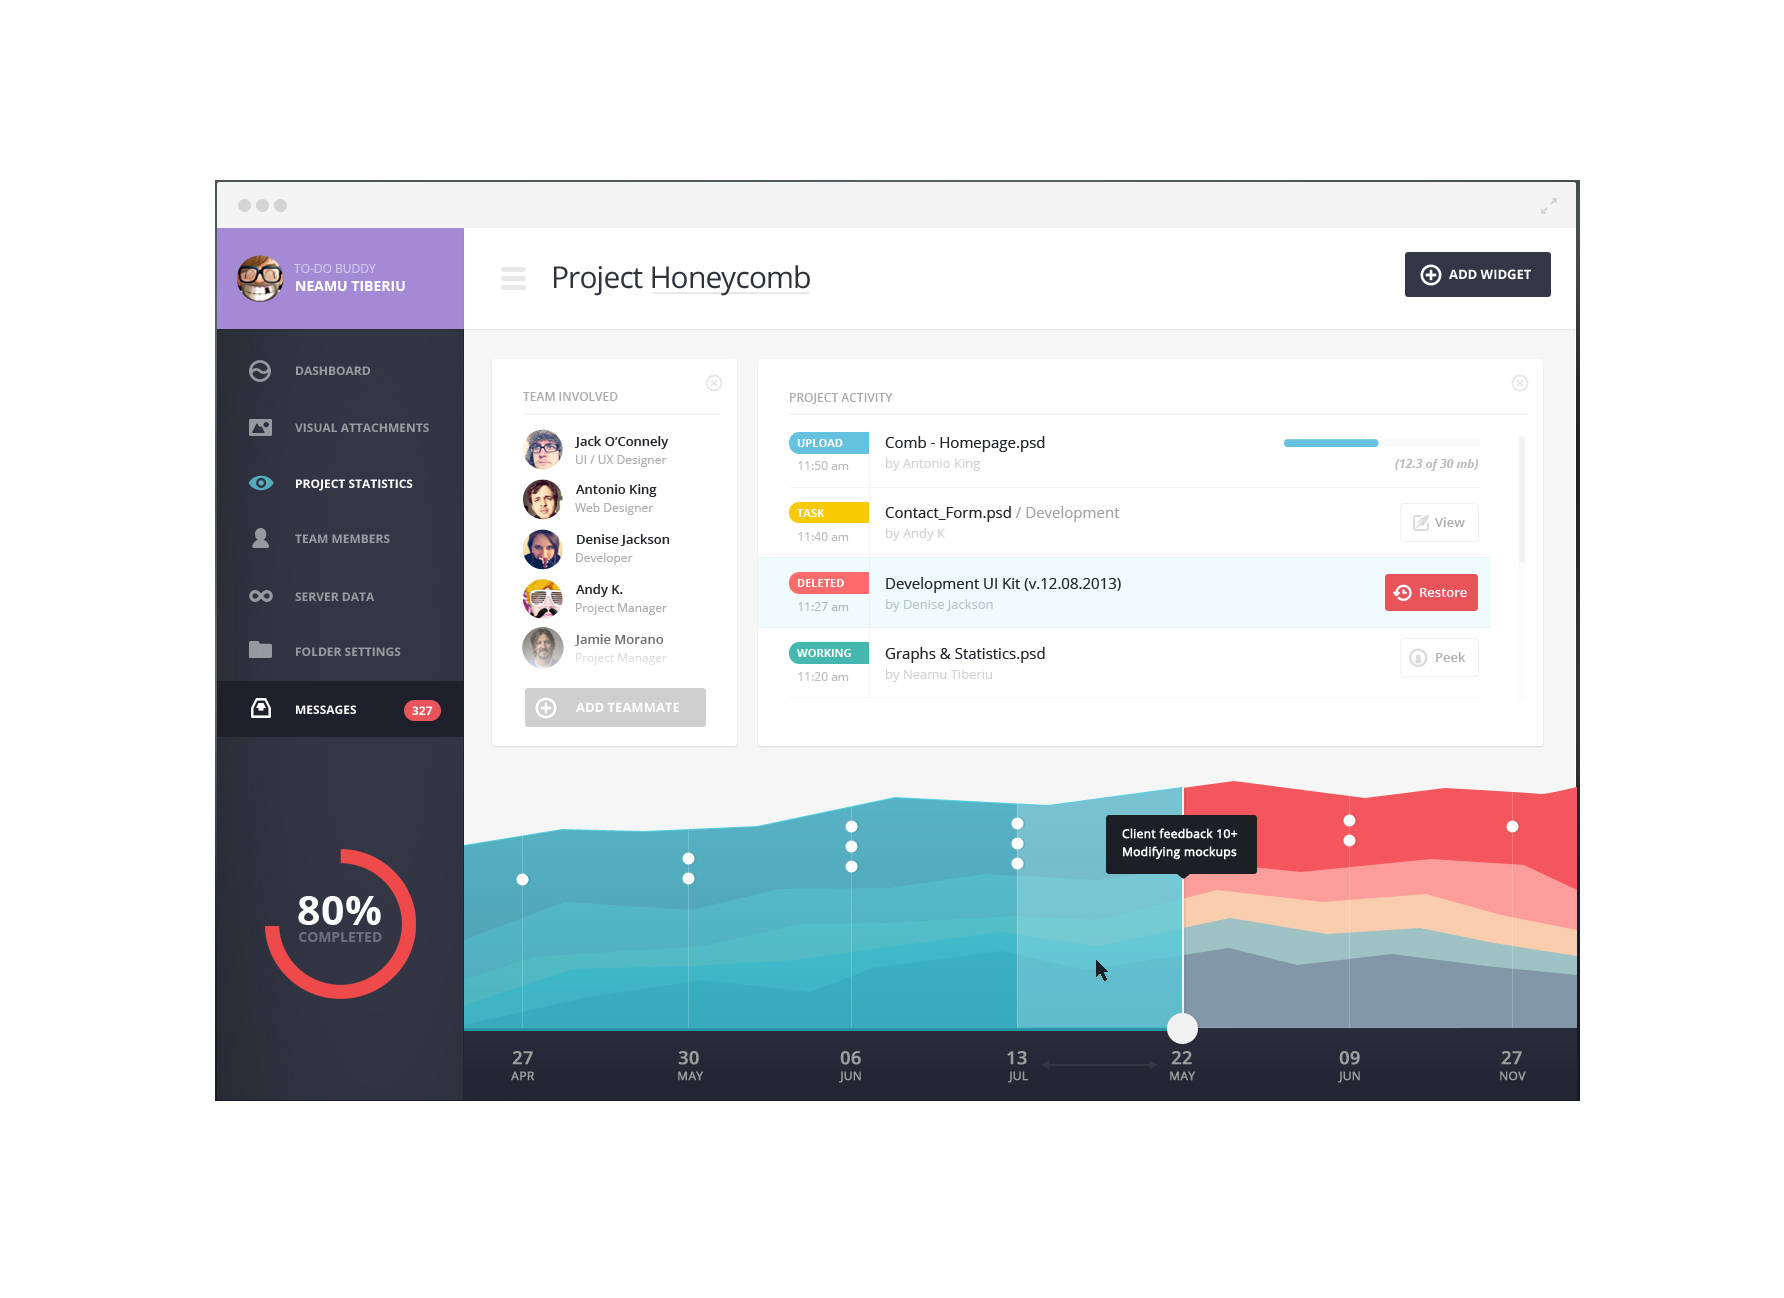 TO-DO BUDDY
NEAMU TIBERIU
Project Honeycomb
ADD WIDGET
DASHBOARD
VISUAL ATTACHMENTS
PROJECT STATISTICS
TEAM MEMBERS
SERVER DATA
FOLDER SETTINGS
MESSAGES 327
80%
COMPLETED
TEAM INVOLVED
Jack O'Connely
UI / UX Designer
Antonio King
Web Designer
Denise Jackson
Developer
Andy K.
Project Manager
Jamie Morano
Project Manager
ADD TEAMMATE
PROJECT ACTIVITY
UPLOAD Comb - Homepage.psd
11:50 am by Antonio King (12.3 of 30 mb)
TASK Contact_Form.psd / Development View
11:40 am by Andy K
DELETED Development UI Kit (v.12.08.2013) Restore
11:27 am by Denise Jackson
WORKING Graphs & Statistics.psd Peek
11:20 am by Neamu Tiberiu
Client feedback 10+
Modifying mockups
27 30 06 13 22 09 27
APR MAY JUN JUL MAY JUN NOV